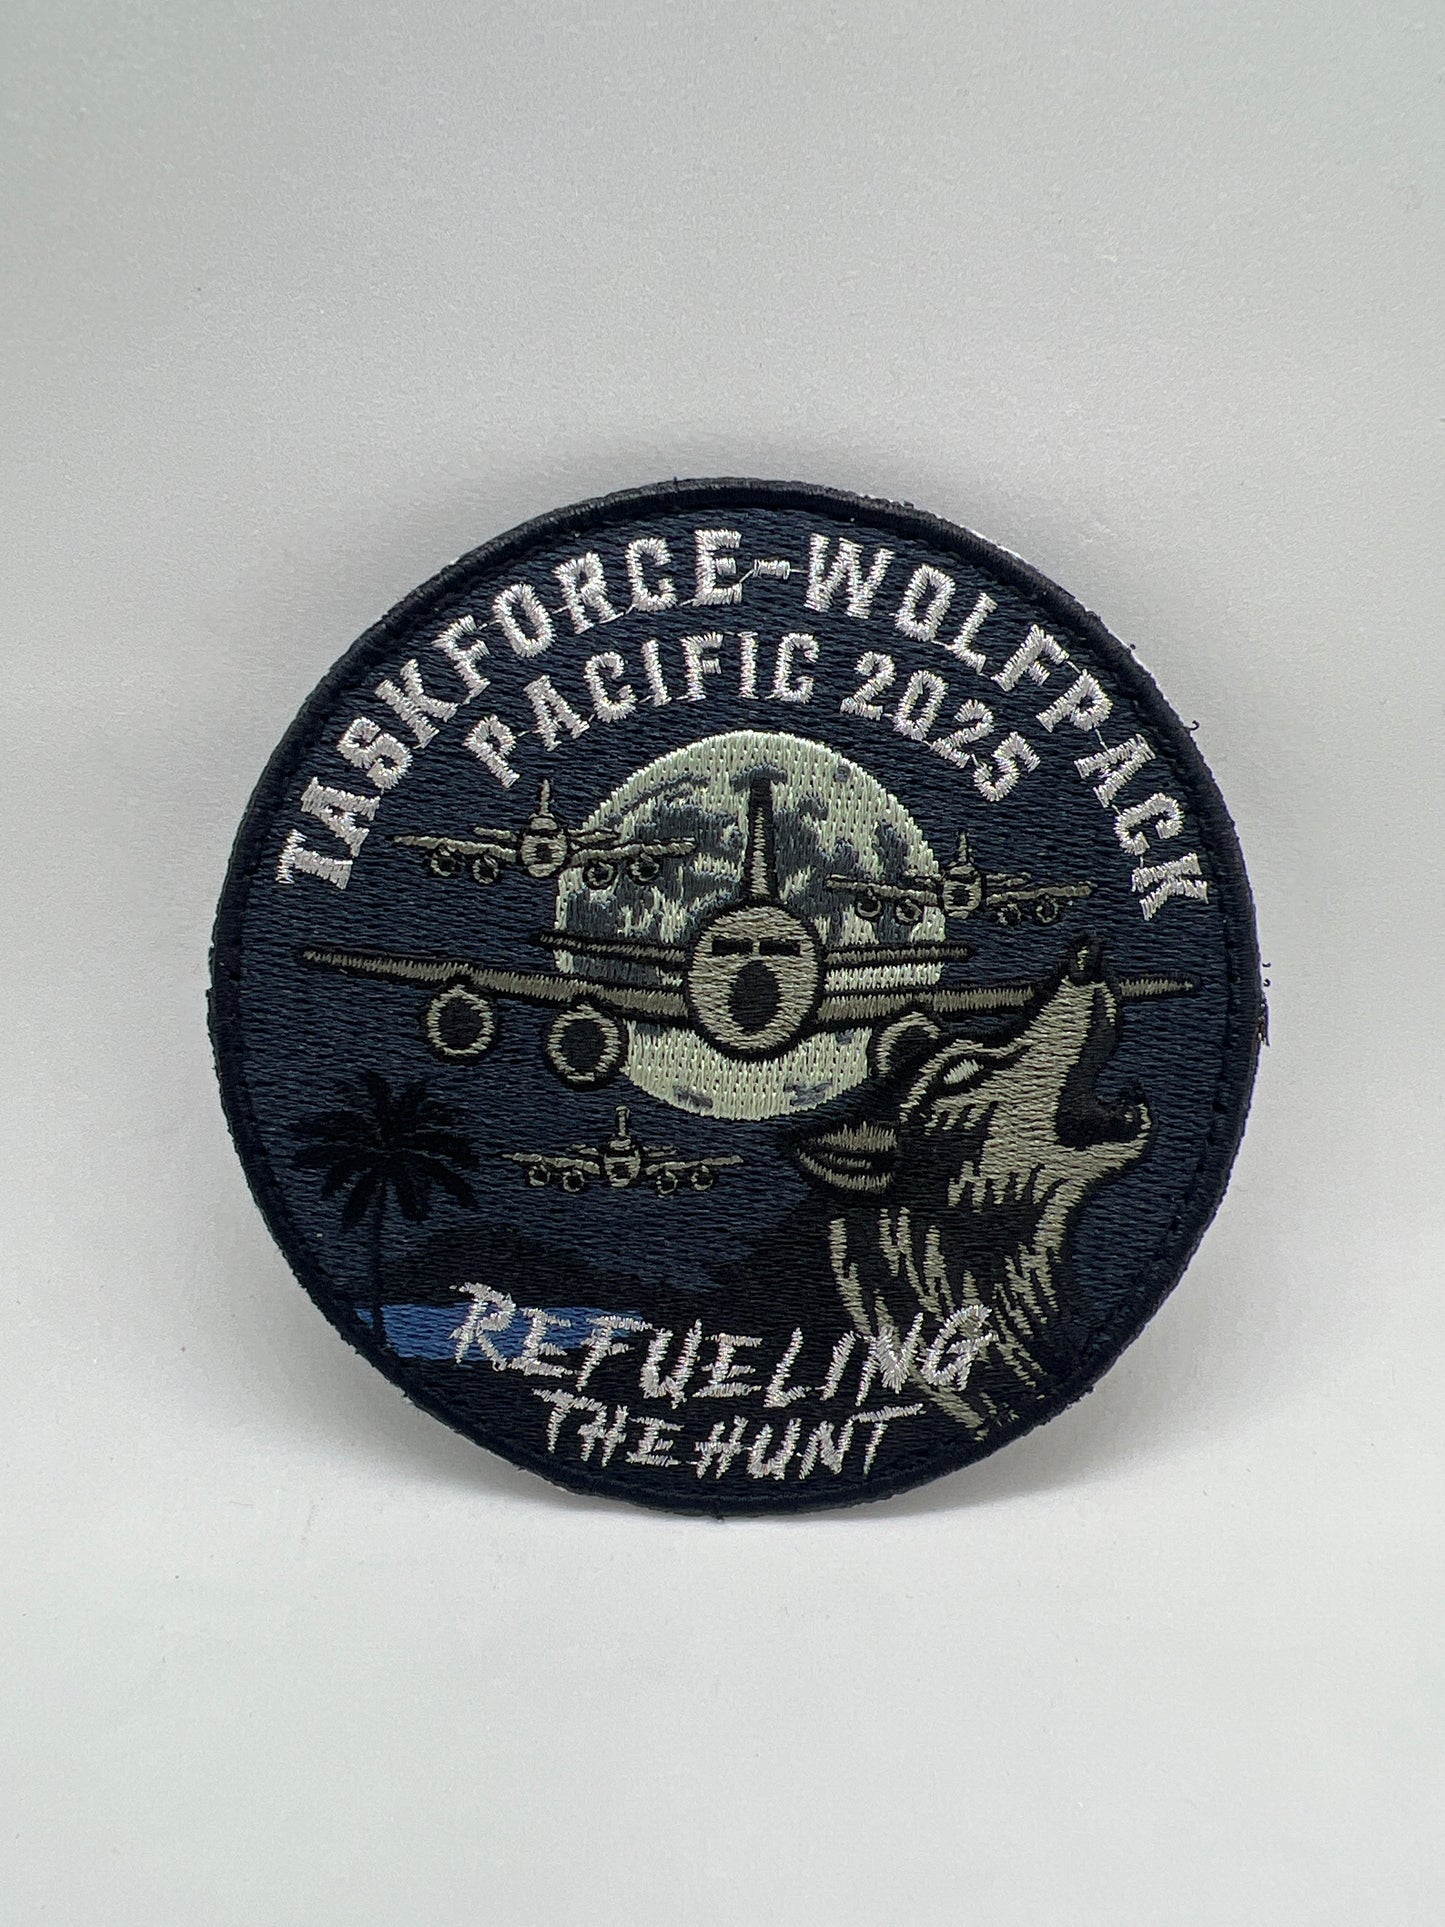 TASKFORCE-WOLFPACK
PACIFIC 2025
REFUELING
THE HUNT